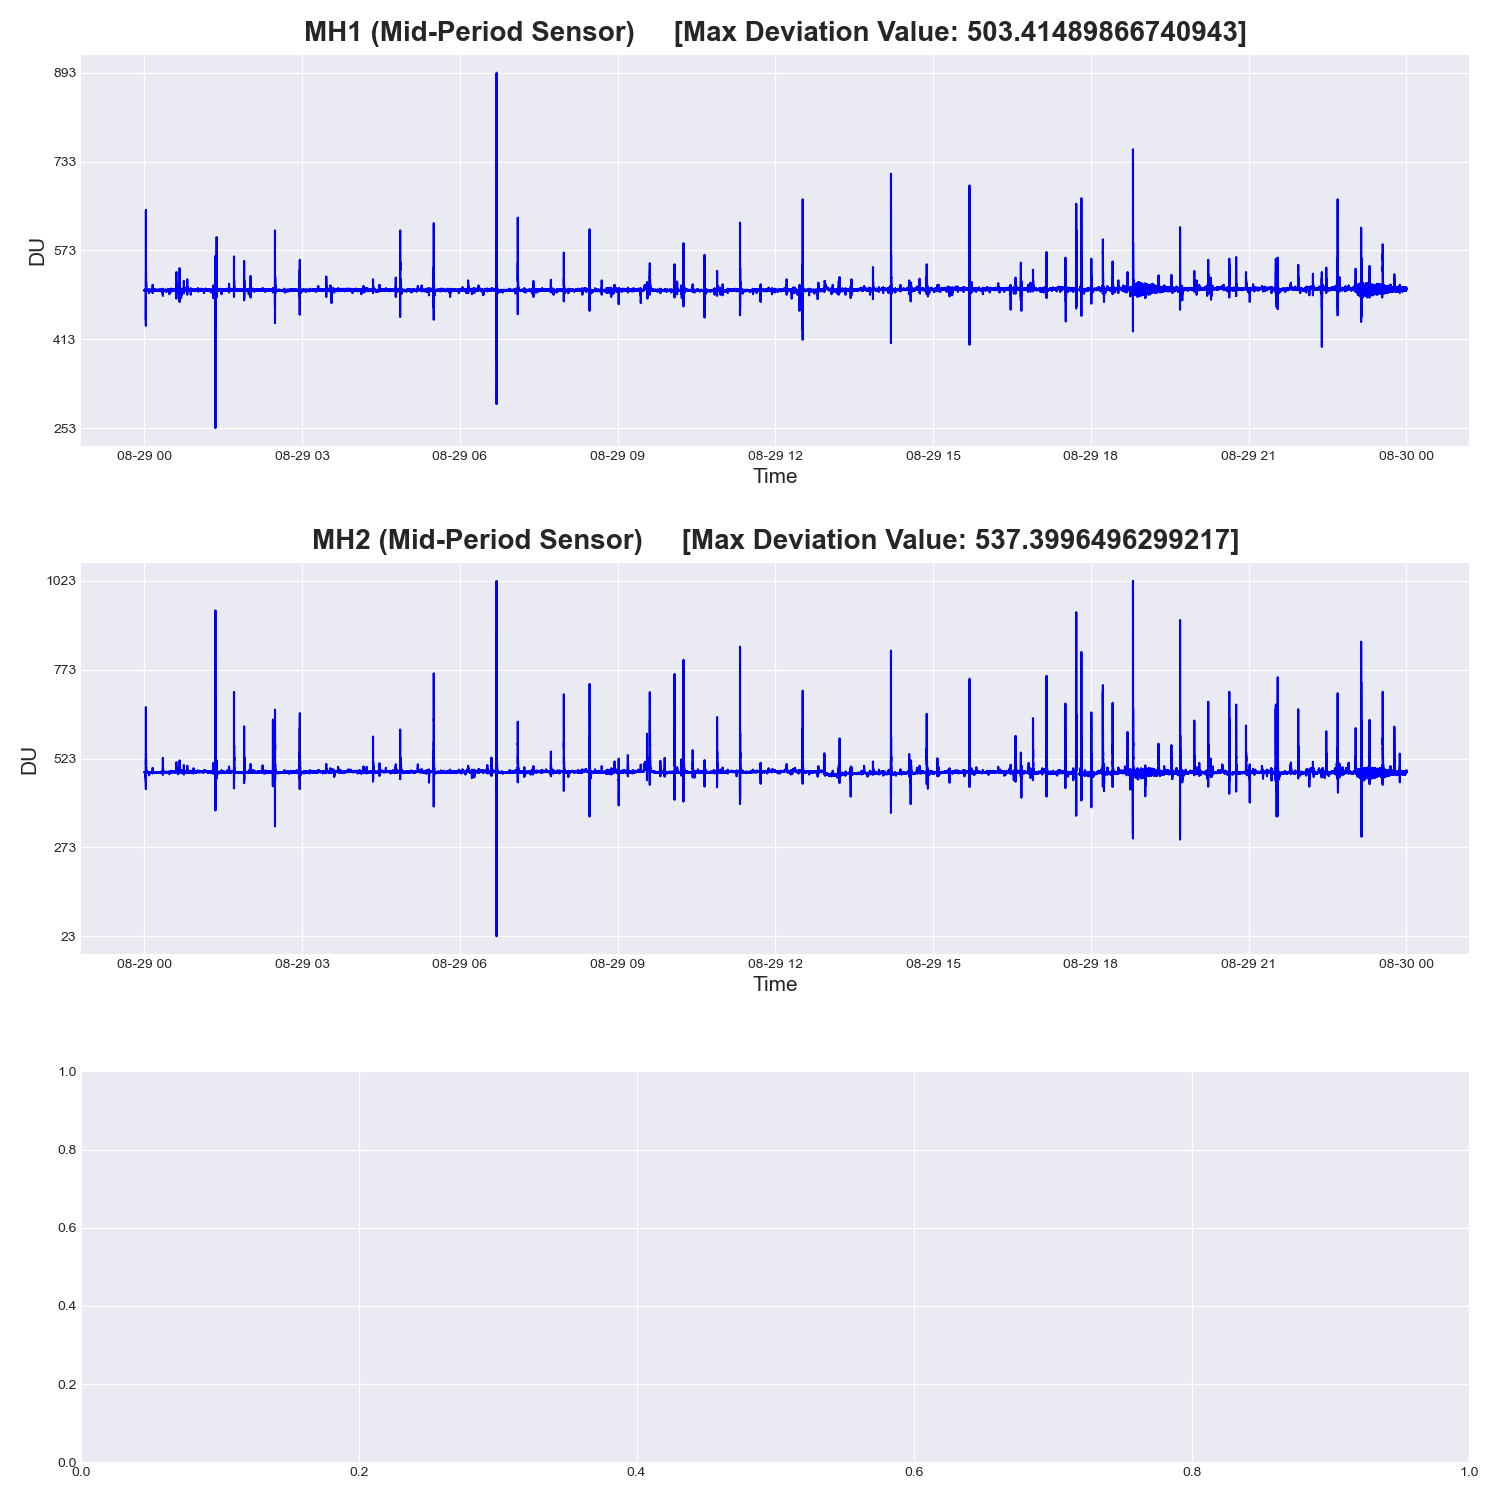 MH1 (Mid-Period Sensor) [Max Deviation Value: 503.41489866740943]
893
733
573
413
253
DU
08-29 00 08-29 03 08-29 06 08-29 09 08-29 12 08-29 15 08-29 18 08-29 21 08-30 00
Time
MH2 (Mid-Period Sensor) [Max Deviation Value: 537.3996496299217]
1023
773
523
273
23
DU
08-29 00 08-29 03 08-29 06 08-29 09 08-29 12 08-29 15 08-29 18 08-29 21 08-30 00
Time
1.0
0.8
0.6
0.4
0.2
0.0
0.0 0.2 0.4 0.6 0.8 1.0